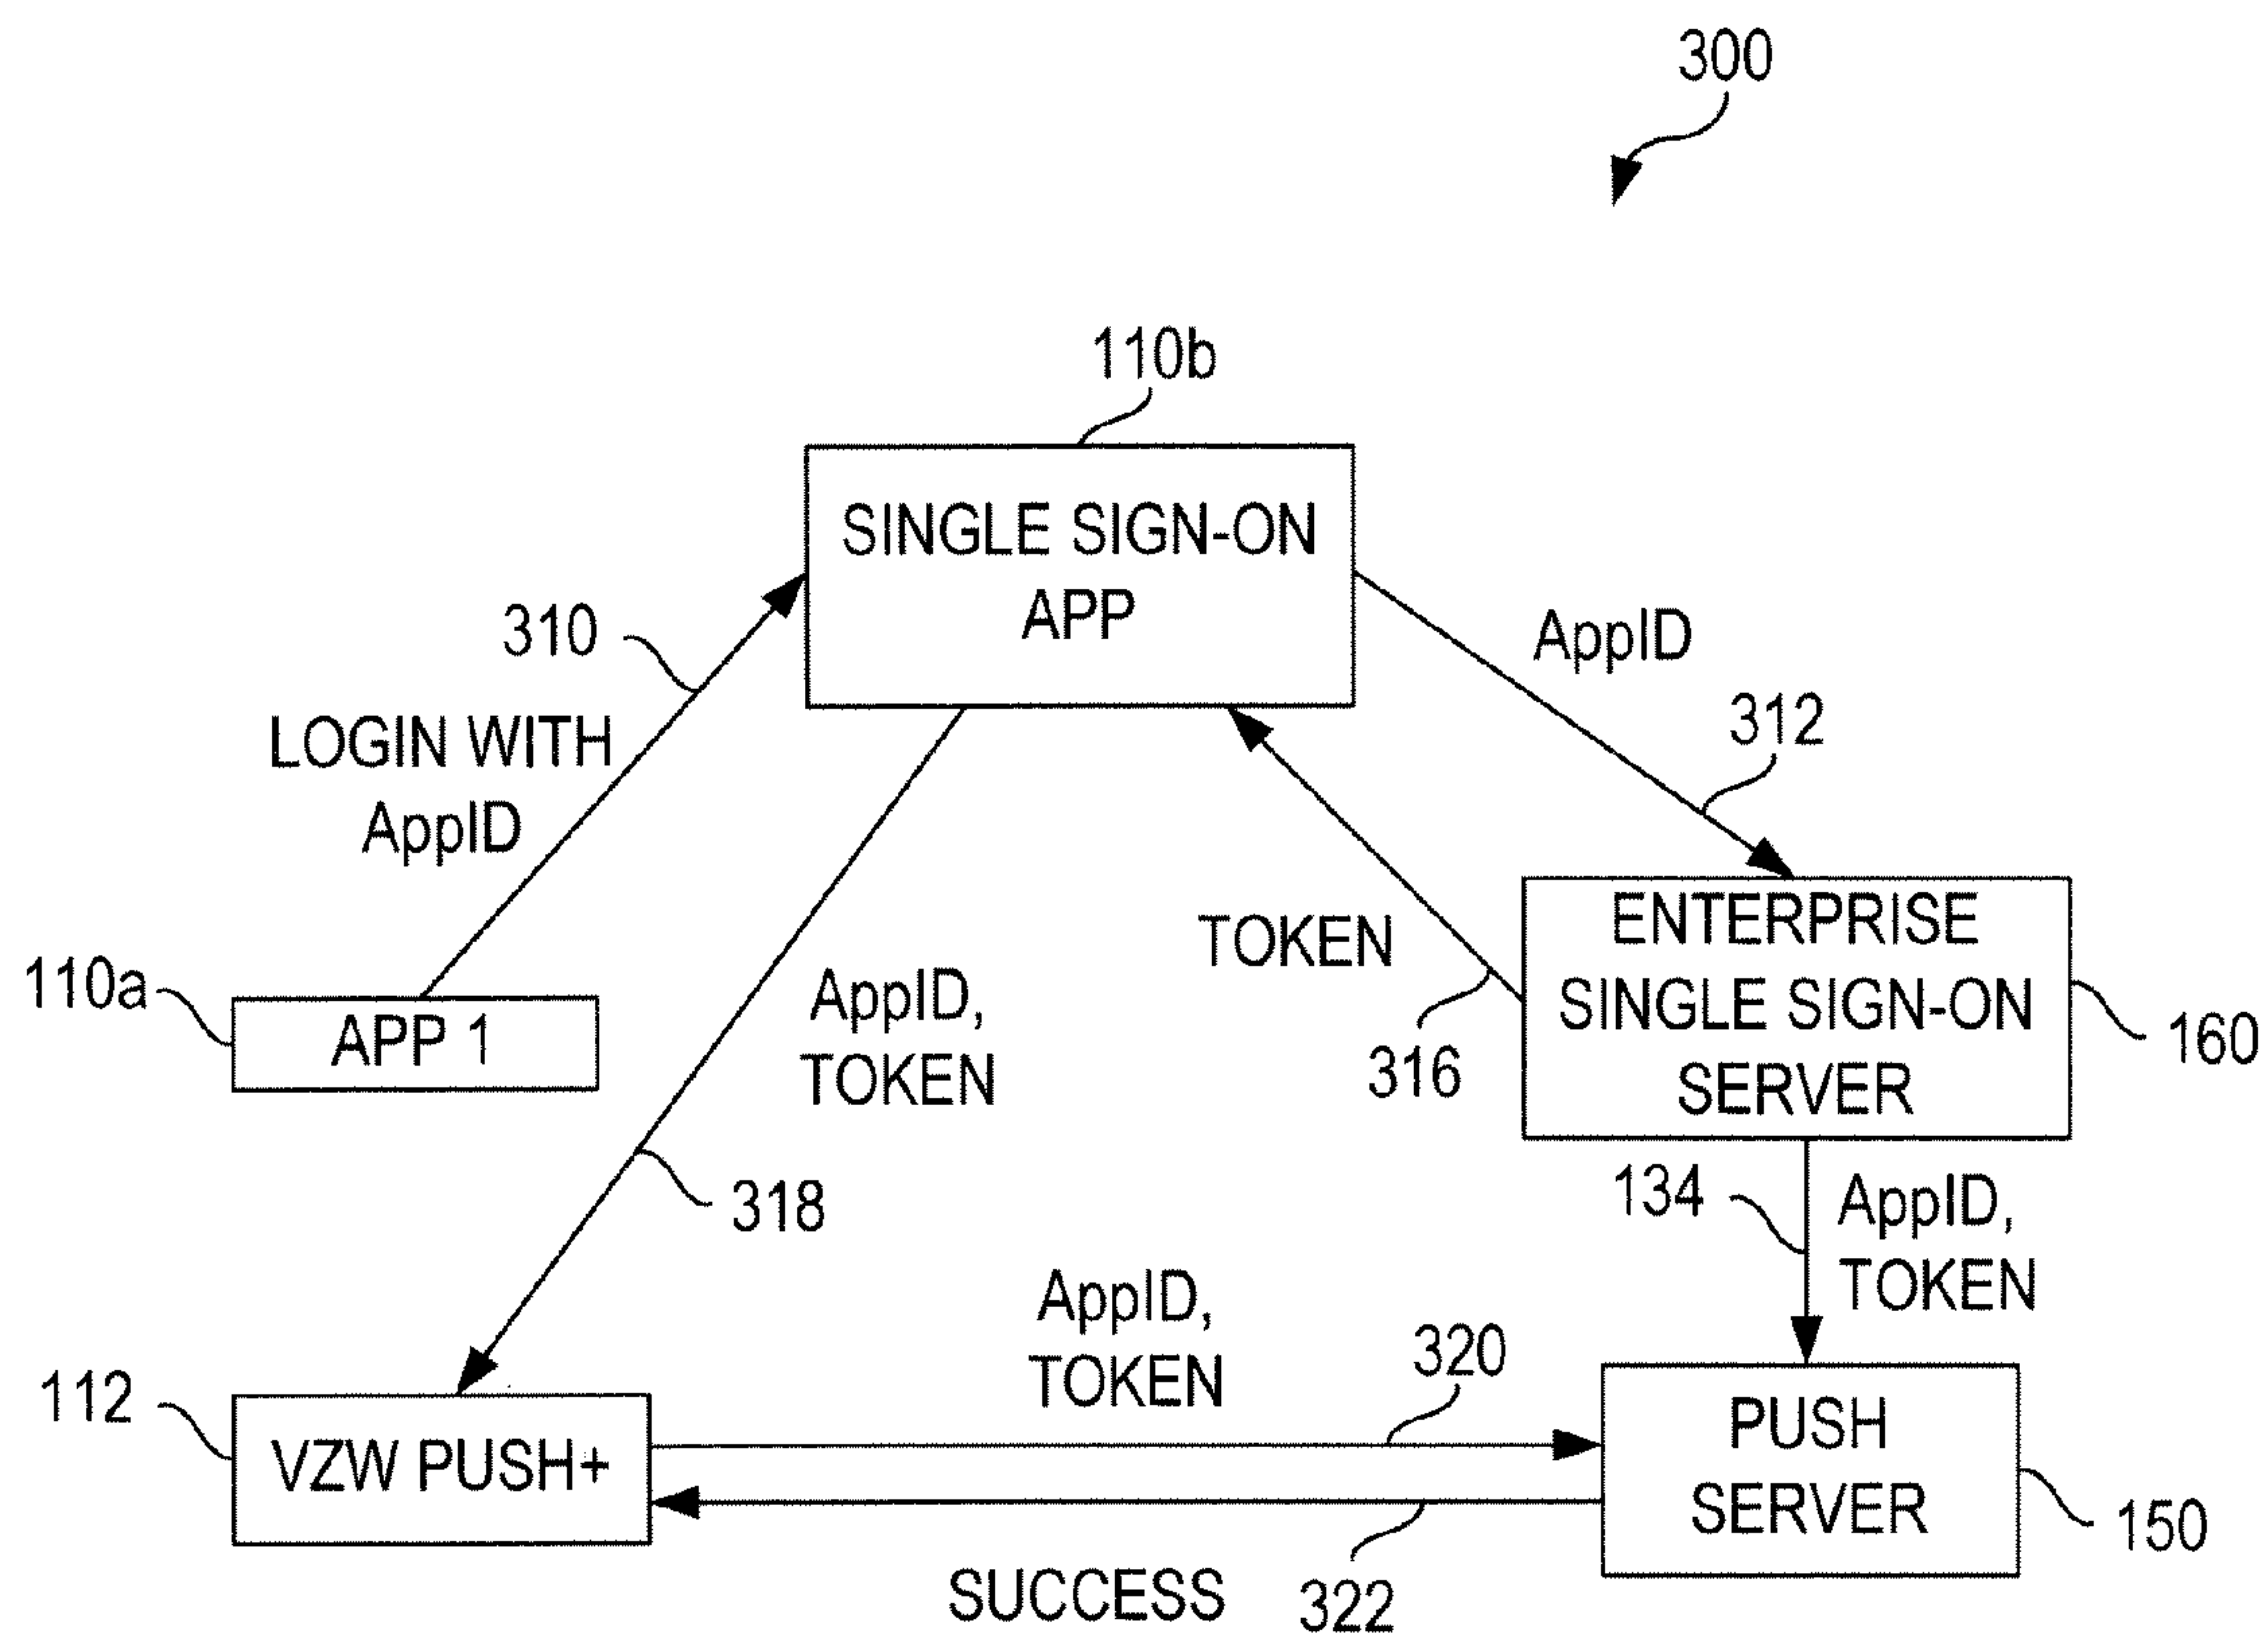 300
110b
SINGLE SIGN-ON
APP
310
LOGIN WITH
AppID
AppID
312
110a
APP 1
AppID,
TOKEN
318
TOKEN
316
ENTERPRISE
SINGLE SIGN-ON
SERVER
160
134
AppID,
TOKEN
112
VZW PUSH+
AppID,
TOKEN
320
PUSH
SERVER
150
SUCCESS
322